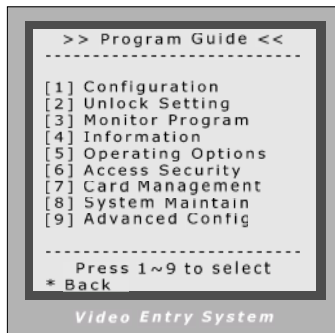 >> Program Guide <<
----------------------------
[1] Configuration
[2] Unlock Setting
[3] Monitor Program
[4] Information
[5] Operating Options
[6] Access Security
[7] Card Management
[8] System Maintain
[9] Advanced Config
----------------------------
Press 1~9 to select
* Back
Video Entry System